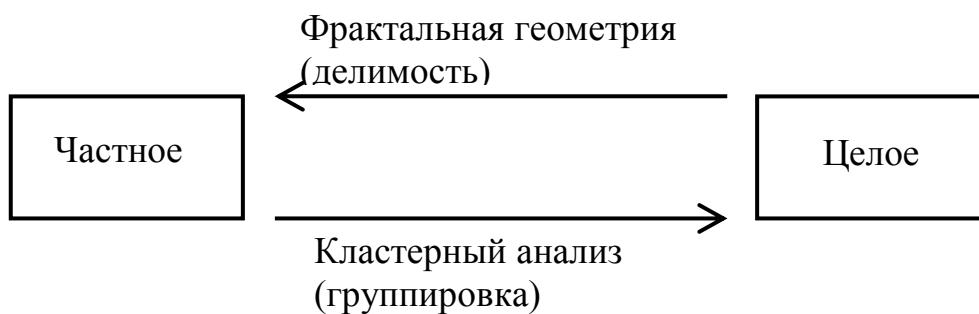 Фрактальная геометрия
(делимость)
Частное
Целое
Кластерный анализ
(группировка)